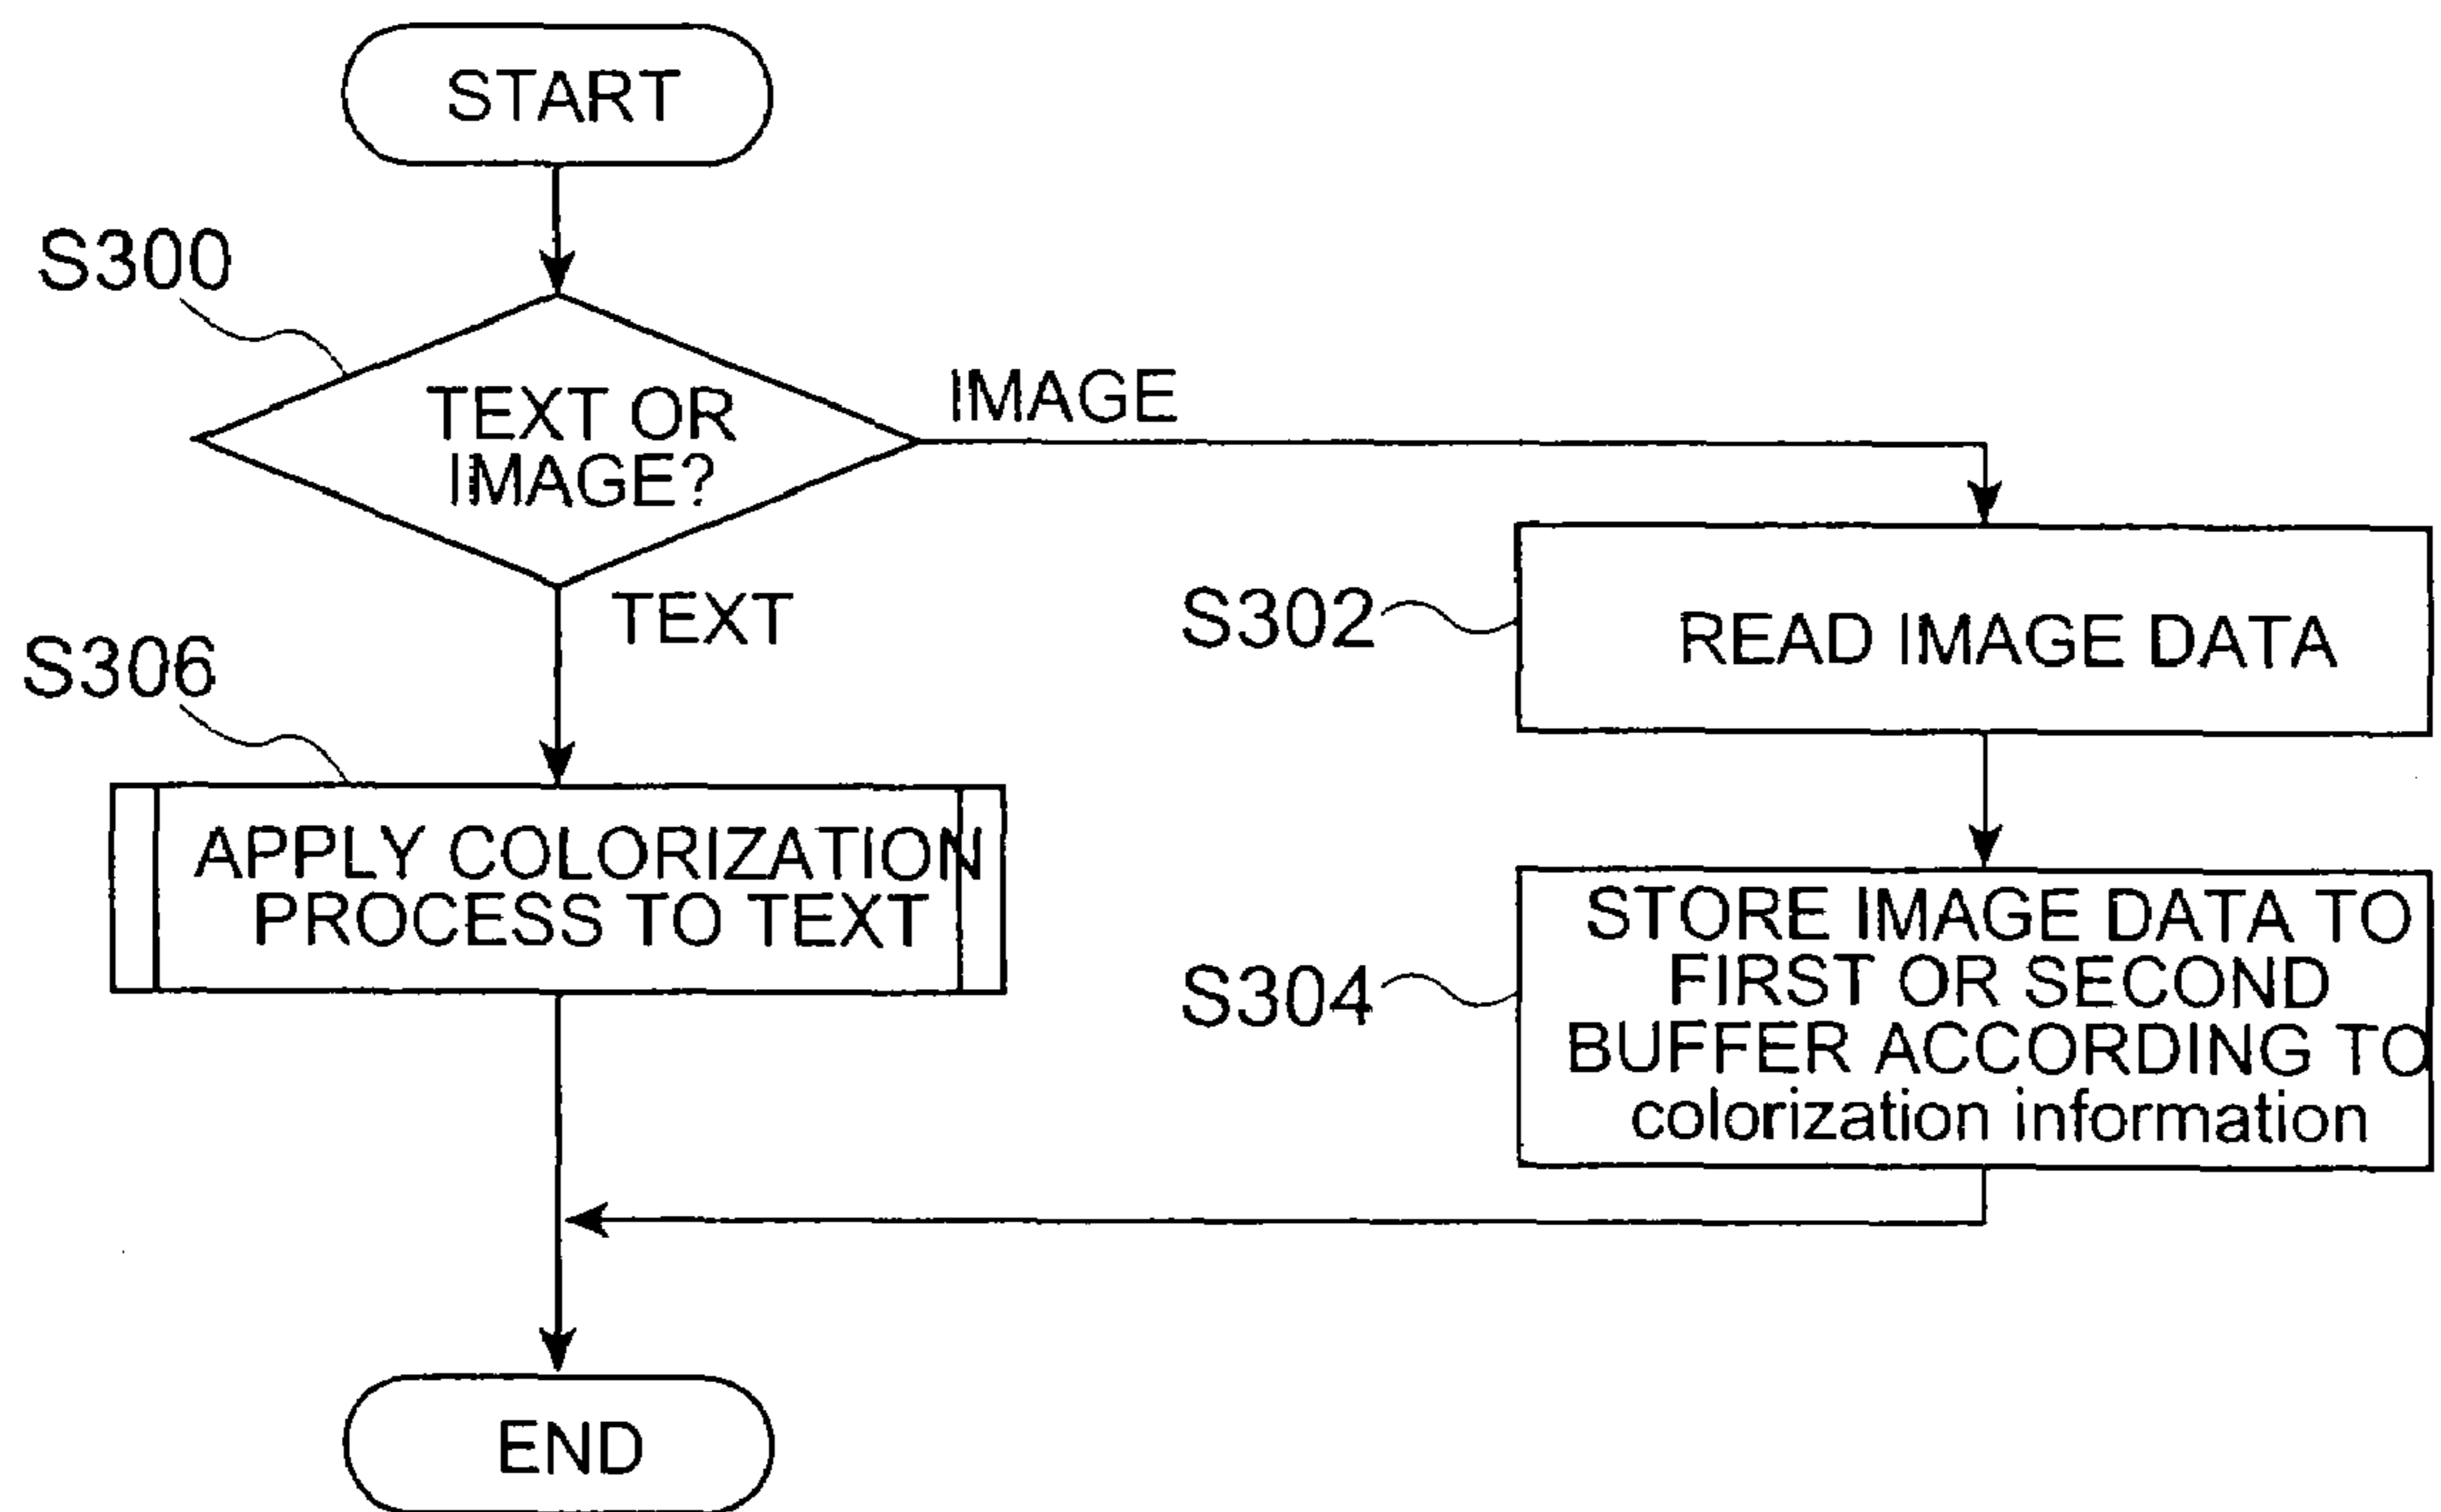 START
S300
TEXT OR
IMAGE?
IMAGE
TEXT
S302
READ IMAGE DATA
S306
APPLY COLORIZATION
PROCESS TO TEXT
S304
STORE IMAGE DATA TO
FIRST OR SECOND
BUFFER ACCORDING TO
colorization information
END